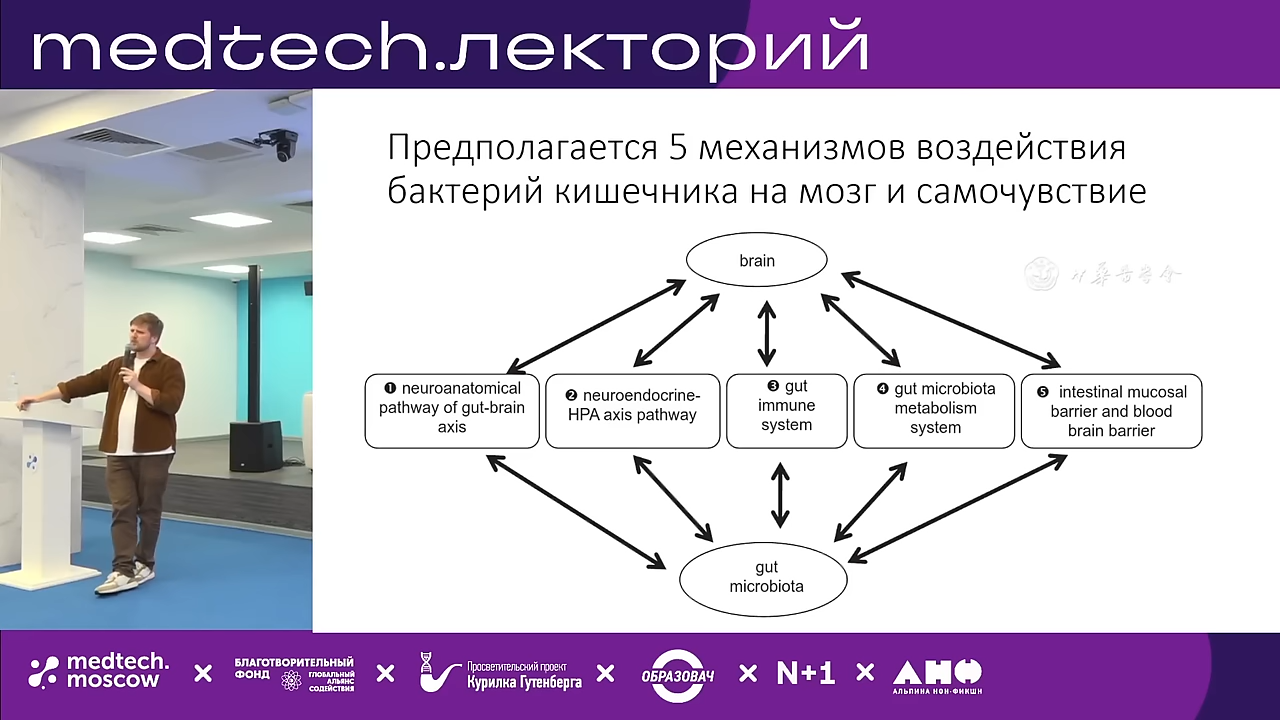 medtech.лекторий
Предполагается 5 механизмов воздействия
бактерий кишечника на мозг и самочувствие
brain
❶ neuroanatomical
pathway of gut-brain
axis
❷ neuroendocrine-
HPA axis pathway
❸ gut
immune
system
❹ gut microbiota
metabolism
system
❺ intestinal mucosal
barrier and blood
brain barrier
gut
microbiota
medtech.
moscow
×
БЛАГОТВОРИТЕЛЬНЫЙ
ФОНД
ГЛОБАЛЬНЫЙ
АЛЬЯНС
СОДЕЙСТВИЯ
×
Просветительский проект
Курилка Гутенберга
×
ОБРАЗОВАЧ
×
N+1
×
АНФ
АЛЬПИНА НОН-ФИКШН